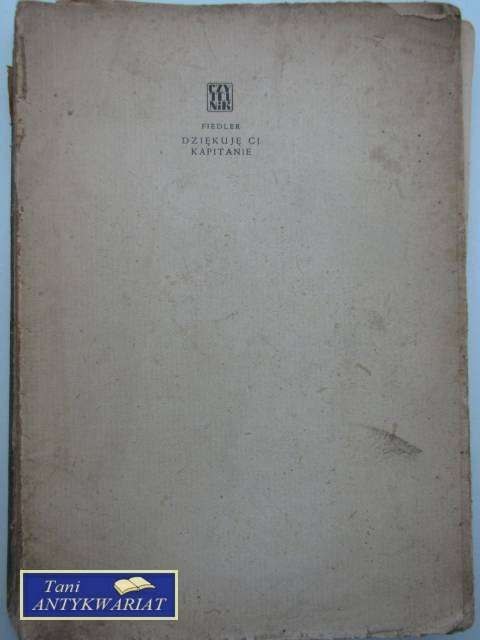 CZY
TEL
NIK
FIEDLER
DZIĘKUJĘ CI
KAPITANIE
Tani
ANTYKWARIAT